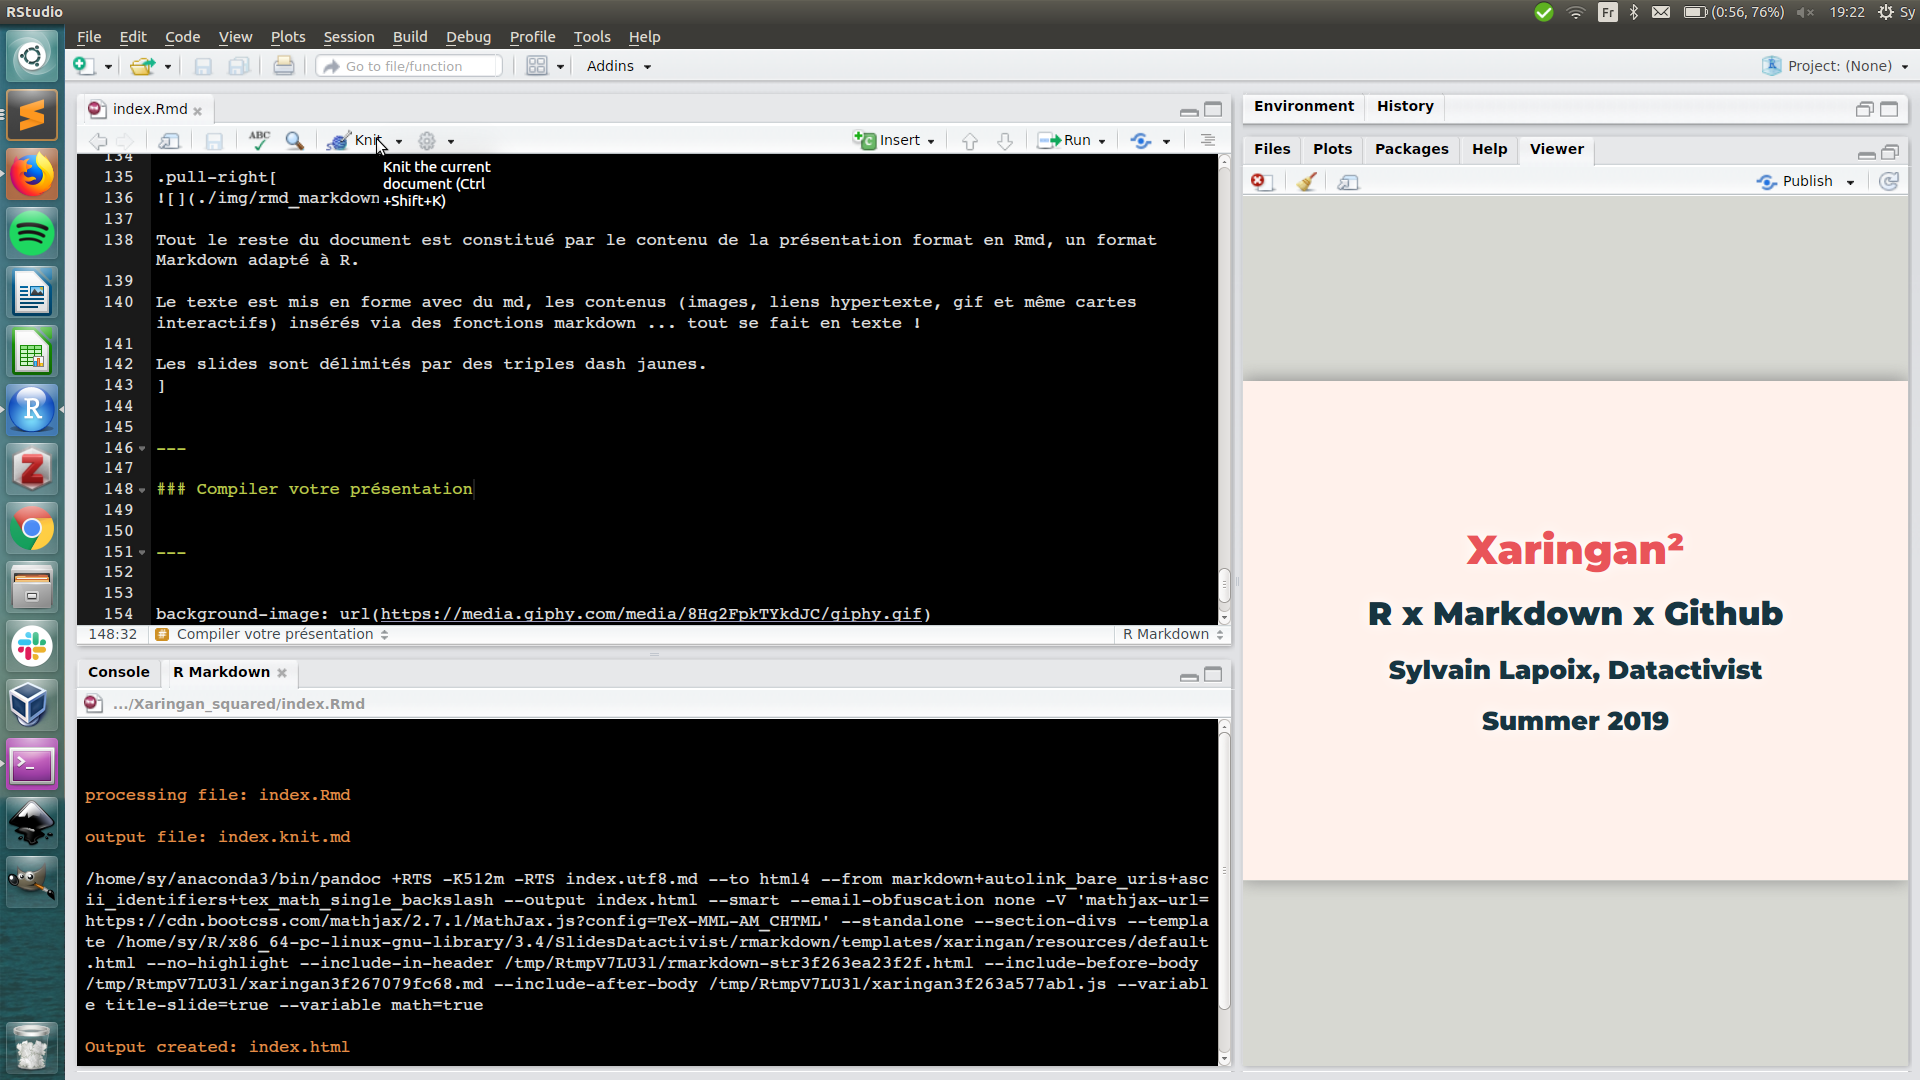 RStudio
Fr
(0:56, 76%)
19:22
Sy
File Edit Code View Plots Session Build Debug Profile Tools Help
Go to file/function
Addins
Project: (None)
index.Rmd
ABC
Knit
Insert
Run
Knit the current
document (Ctrl
+Shift+K)
134
135 .pull-right[
136 ![](./img/rmd_markdown
137
138 Tout le reste du document est constitué par le contenu de la présentation format en Rmd, un format
Markdown adapté à R.
139
140 Le texte est mis en forme avec du md, les contenus (images, liens hypertexte, gif et même cartes
interactifs) insérés via des fonctions markdown ... tout se fait en texte !
141
142 Les slides sont délimités par des triples dash jaunes.
143 ]
144
145
146 ---
147
148 ### Compiler votre présentation
149
150
151 ---
152
153
154 background-image: url(https://media.giphy.com/media/8Hq2FpkTYkdJC/giphy.gif)
148:32 # Compiler votre présentation R Markdown
Console R Markdown
.../Xaringan_squared/index.Rmd
processing file: index.Rmd
output file: index.knit.md
/home/sy/anaconda3/bin/pandoc +RTS -K512m -RTS index.utf8.md --to html4 --from markdown+autolink_bare_uris+asc
ii_identifiers+tex_math_single_backslash --output index.html --smart --email-obfuscation none -V 'mathjax-url=
https://cdn.bootcss.com/mathjax/2.7.1/MathJax.js?config=TeX-MML-AM_CHTML' --standalone --section-divs --templa
te /home/sy/R/x86_64-pc-linux-gnu-library/3.4/SlidesDatactivist/rmarkdown/templates/xaringan/resources/default
.html --no-highlight --include-in-header /tmp/RtmpV7LU3l/rmarkdown-str3f263ea23f2f.html --include-before-body
/tmp/RtmpV7LU3l/xaringan3f267079fc68.md --include-after-body /tmp/RtmpV7LU3l/xaringan3f263a577ab1.js --variabl
e title-slide=true --variable math=true
Output created: index.html
Environment History
Files Plots Packages Help Viewer
Publish
Xaringan²
R x Markdown x Github
Sylvain Lapoix, Datactivist
Summer 2019